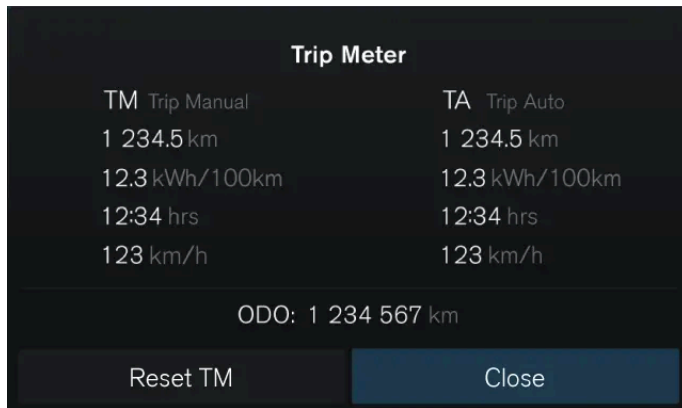 Trip Meter
TM Trip Manual
TA Trip Auto
1 234.5 km
1 234.5 km
12.3 kWh/100km
12.3 kWh/100km
12:34 hrs
12:34 hrs
123 km/h
123 km/h
ODO: 1 234 567 km
Reset TM
Close